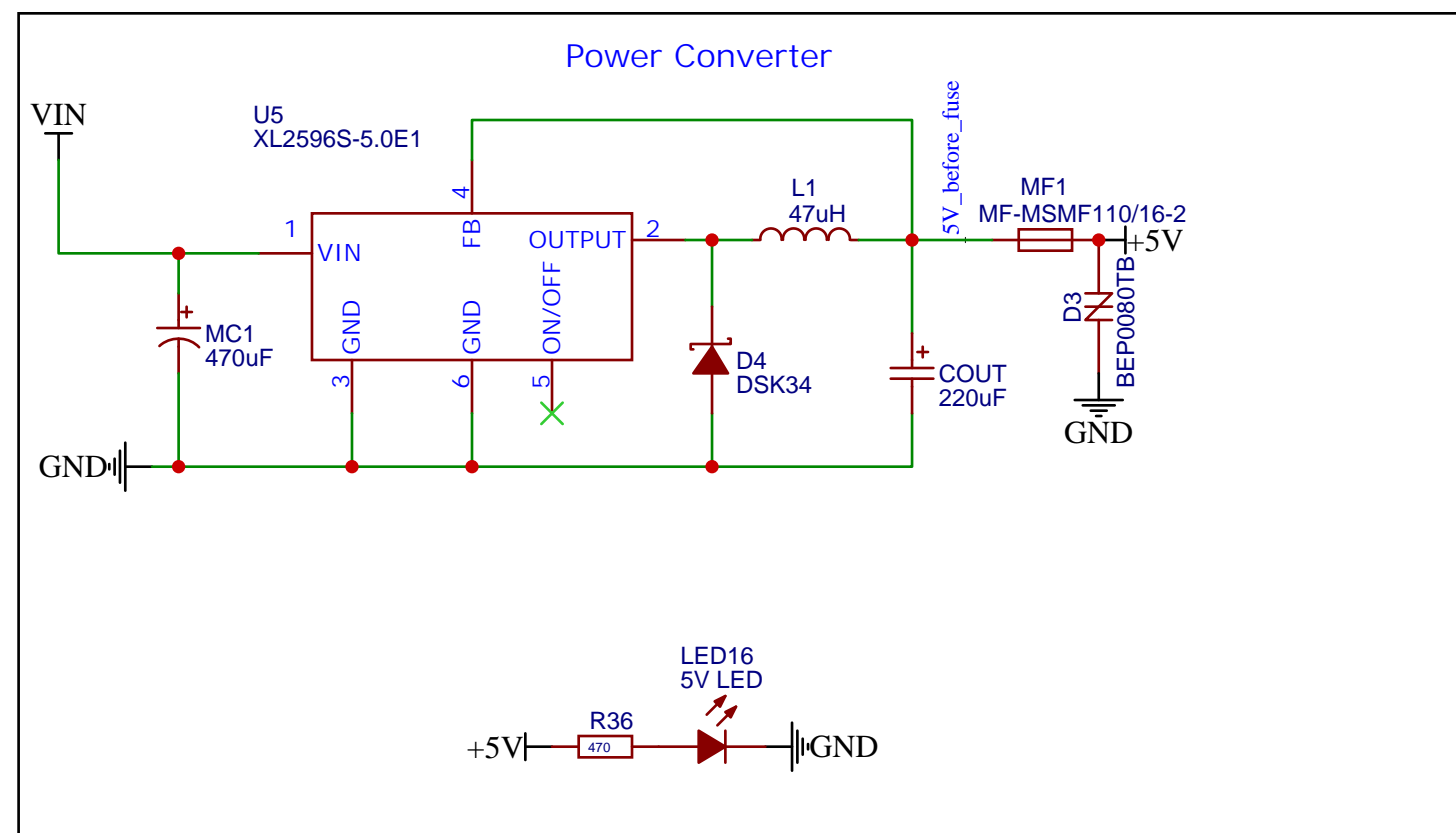 Power Converter
VIN
U5
XL2596S-5.0E1
4
FB
1
VIN
OUTPUT
2
GND
GND
ON/OFF
3
6
5
MC1
470uF
GND
L1
47uH
D4
DSK34
COUT
220uF
5V_before_fuse
MF1
MF-MSMF110/16-2
+5V
D3
BEP0080TB
GND
LED16
5V LED
R36
470
+5V
GND